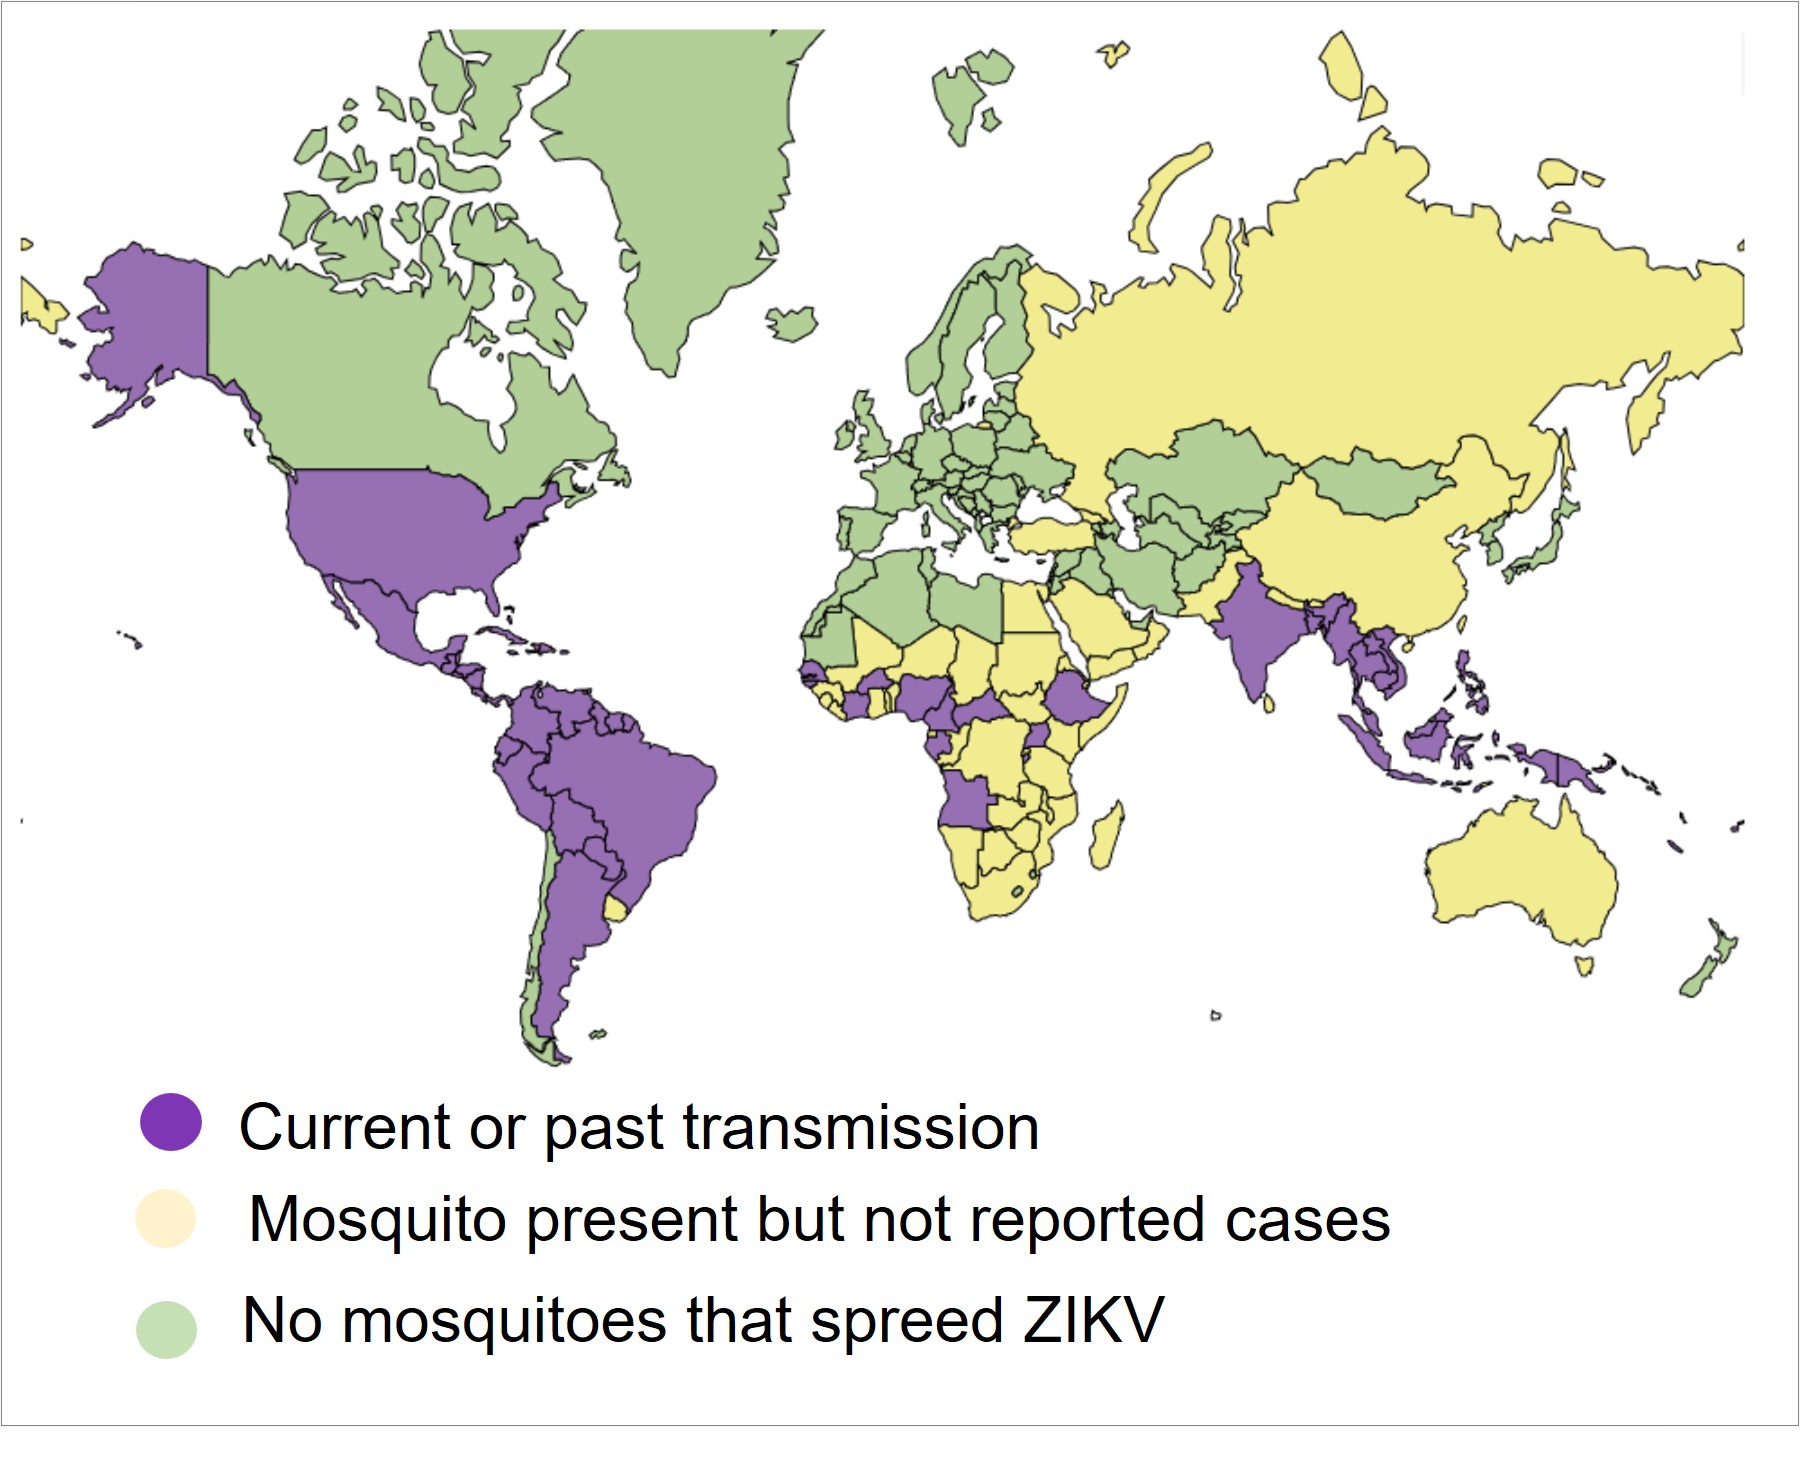 Current or past transmission
Mosquito present but not reported cases
No mosquitoes that spreed ZIKV